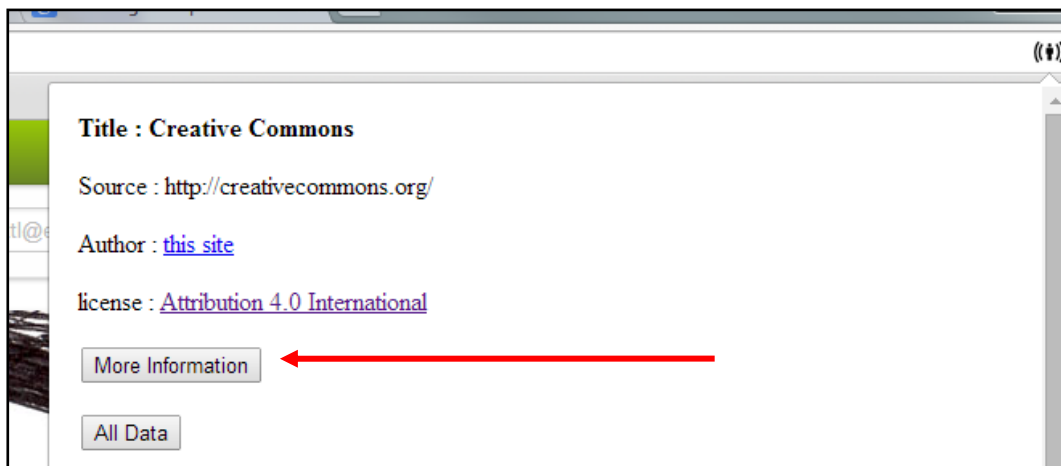 Title : Creative Commons
Source : http://creativecommons.org/
Author : this site
tl@e
license : Attribution 4.0 International
More Information
All Data